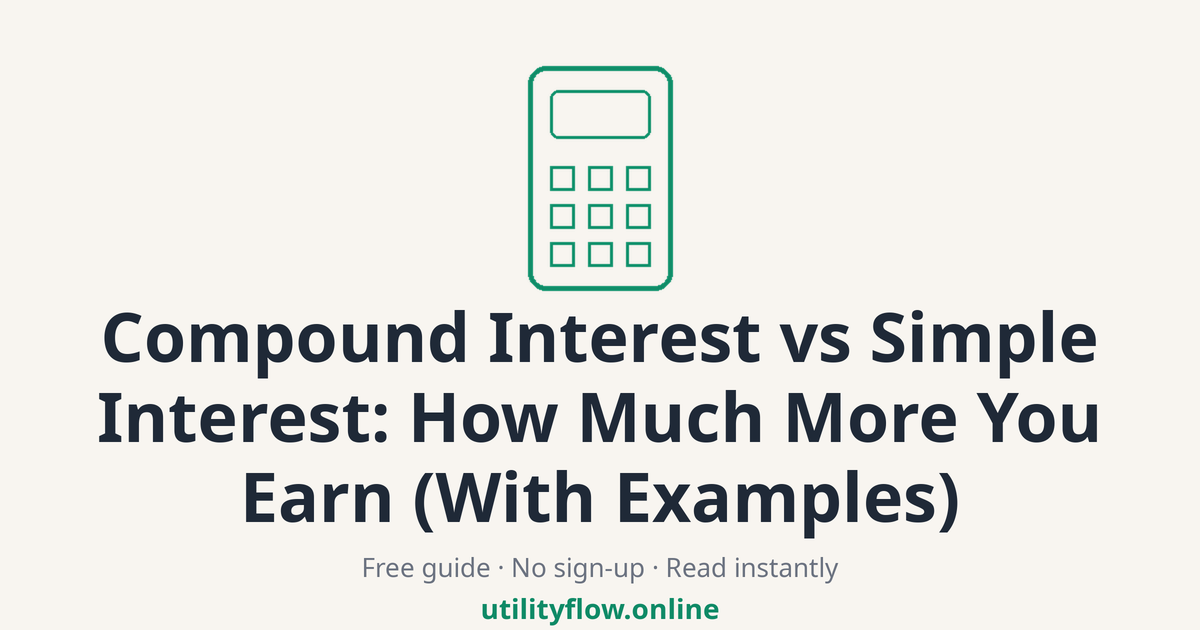 Compound Interest vs Simple
Interest: How Much More You
Earn (With Examples)
Free guide · No sign-up · Read instantly
utilityflow.online